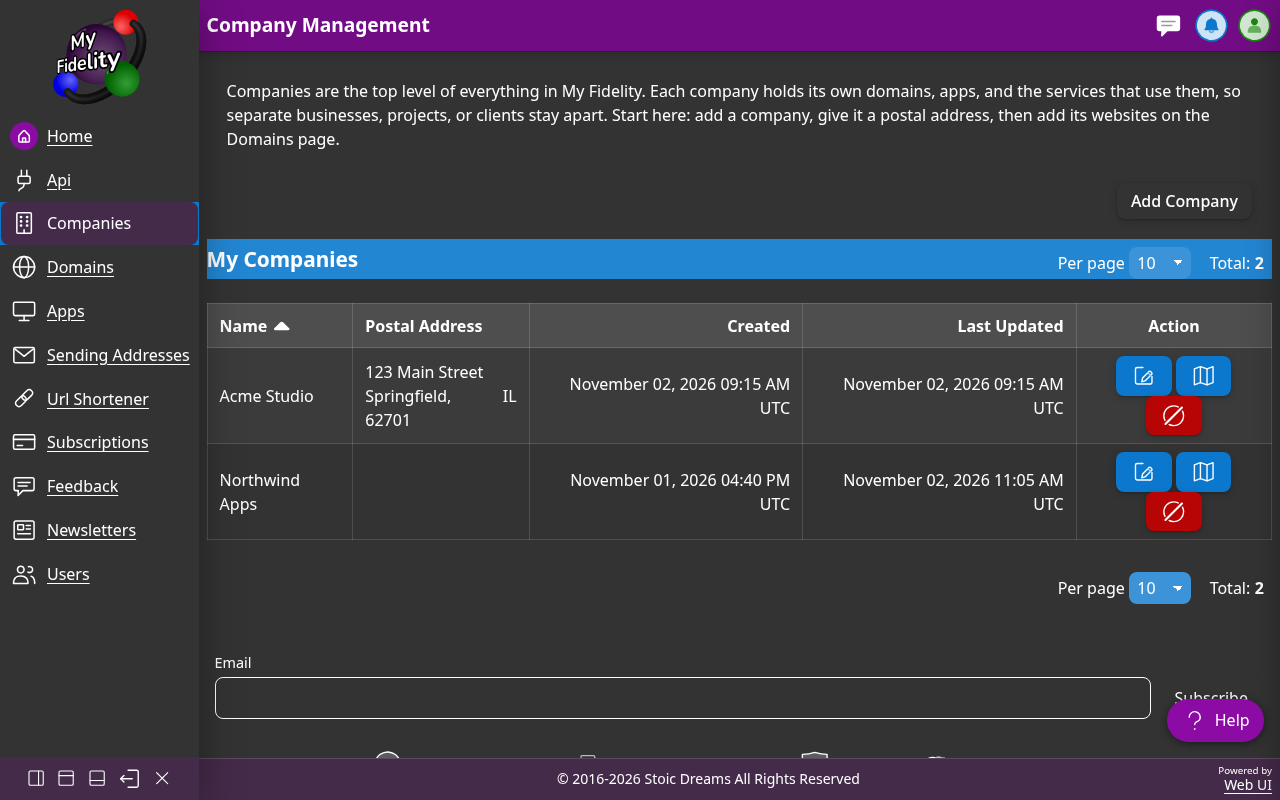 My
Fidelity
Company Management
Home
Api
Companies
Domains
Apps
Sending Addresses
Url Shortener
Subscriptions
Feedback
Newsletters
Users
Companies are the top level of everything in My Fidelity. Each company holds its own domains, apps, and the services that use them, so
separate businesses, projects, or clients stay apart. Start here: add a company, give it a postal address, then add its websites on the
Domains page.
Add Company
My Companies
Per page 10 Total: 2
Name Postal Address Created Last Updated Action
Acme Studio
123 Main Street
Springfield, IL
62701
November 02, 2026 09:15 AM
UTC
November 02, 2026 09:15 AM
UTC
Northwind
Apps
November 01, 2026 04:40 PM
UTC
November 02, 2026 11:05 AM
UTC
Per page 10 Total: 2
Email
Subscribe
Help
© 2016-2026 Stoic Dreams All Rights Reserved
Powered by
Web UI